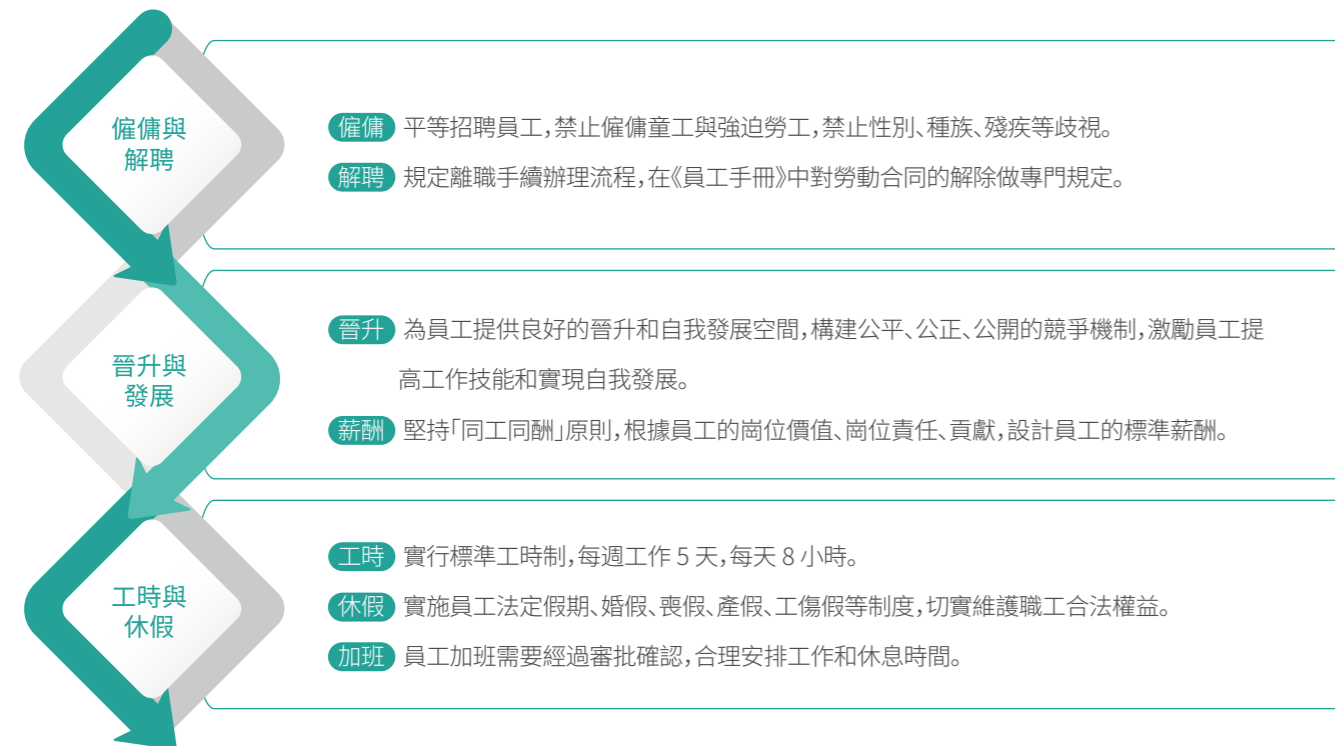 僱傭與
解聘
僱傭 平等招聘員工,禁止僱傭童工與強迫勞工,禁止性別、種族、殘疾等歧視。
解聘 規定離職手續辦理流程,在《員工手冊》中對勞動合同的解除做專門規定。
晉升與
發展
晉升 為員工提供良好的晉升和自我發展空間,構建公平、公正、公開的競爭機制,激勵員工提
高工作技能和實現自我發展。
薪酬 堅持「同工同酬」原則,根據員工的崗位價值、崗位責任、貢獻,設計員工的標準薪酬。
工時與
休假
工時 實行標準工時制,每週工作 5 天,每天 8 小時。
休假 實施員工法定假期、婚假、喪假、產假、工傷假等制度,切實維護職工合法權益。
加班 員工加班需要經過審批確認,合理安排工作和休息時間。